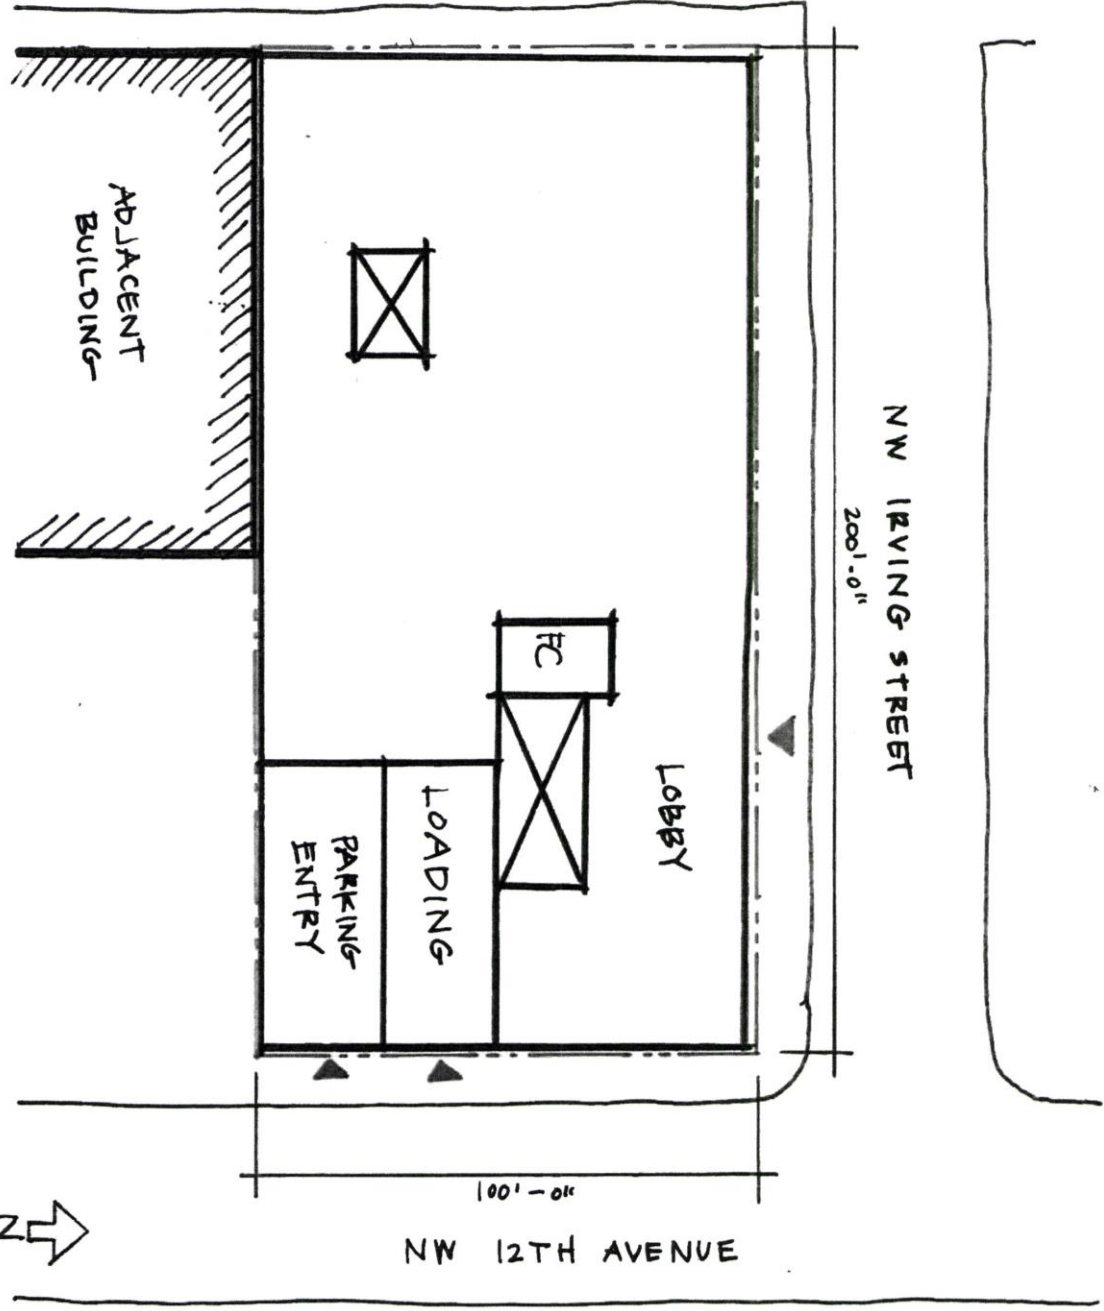 ADJACENT
BUILDING
NW IRVING STREET
200'-0"
FC
LOBBY
LOADING
PARKING
ENTRY
100'-0"
N
NW 12TH AVENUE